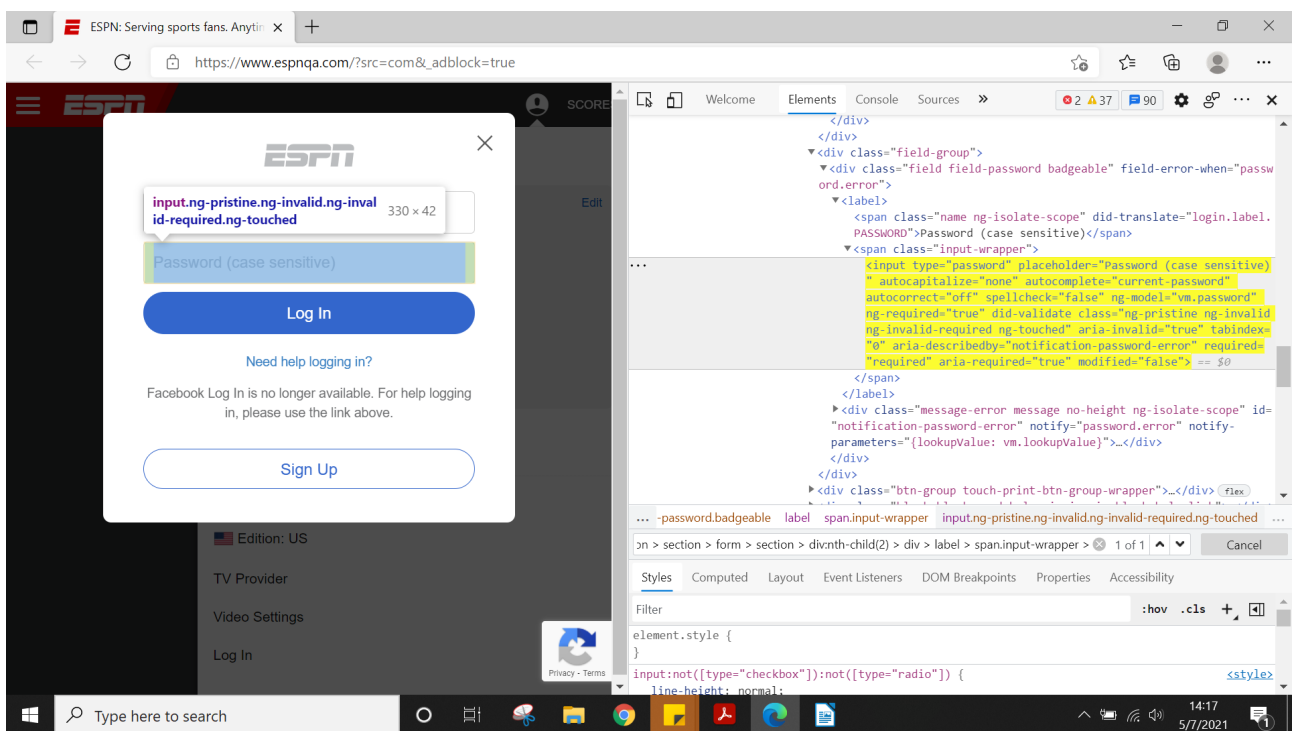 ESPN: Serving sports fans. Anytin
https://www.espnqa.com/?src=com&_adblock=true
ESPN
SCORE
Edit
ESPN
input.ng-pristine.ng-invalid.ng-inval
id-required.ng-touched
330 × 42
Password (case sensitive)
Log In
Need help logging in?
Facebook Log In is no longer available. For help logging
in, please use the link above.
Sign Up
Edition: US
TV Provider
Video Settings
Log In
Privacy - Terms
Welcome Elements Console Sources »
2 37 90
</div>
</div>
▼<div class="field-group">
▼<div class="field field-password badgeable" field-error-when="passw
ord.error">
▼<label>
<span class="name ng-isolate-scope" did-translate="login.label.
PASSWORD">Password (case sensitive)</span>
▼<span class="input-wrapper">
... <input type="password" placeholder="Password (case sensitive)
" autocapitalize="none" autocomplete="current-password"
autocorrect="off" spellcheck="false" ng-model="vm.password"
ng-required="true" did-validate class="ng-pristine ng-invalid
ng-invalid-required ng-touched" aria-invalid="true" tabindex=
"0" aria-describedby="notification-password-error" required=
"required" aria-required="true" modified="false"> == $0
</span>
</label>
▶<div class="message-error message no-height ng-isolate-scope" id=
"notification-password-error" notify="password.error" notify-
parameters="{lookupValue: vm.lookupValue}">…</div>
</div>
</div>
▶<div class="btn-group touch-print-btn-group-wrapper">…</div> flex
... -password.badgeable label span.input-wrapper input.ng-pristine.ng-invalid.ng-invalid-required.ng-touched ...
on > section > form > section > div:nth-child(2) > div > label > span.input-wrapper > 1 of 1 Cancel
Styles Computed Layout Event Listeners DOM Breakpoints Properties Accessibility
Filter :hov .cls +
element.style {
}
input:not([type="checkbox"]):not([type="radio"]) { <style>
line-height: normal;
Type here to search
14:17
5/7/2021
1